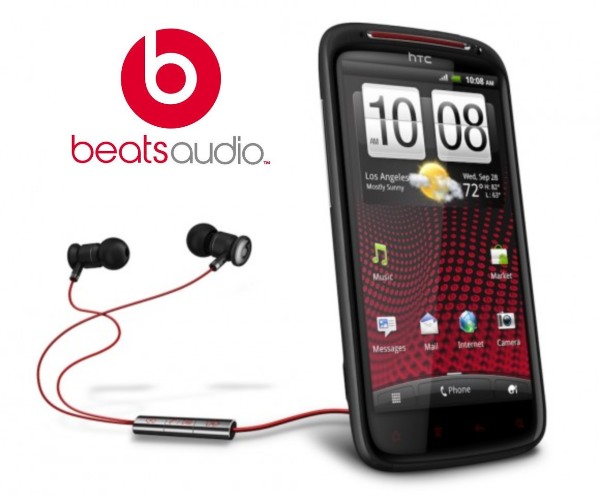 b
beatsaudio™
hTC
10:08 AM
10 08
Los Angeles
Mostly Sunny
Wed, Sep 28
72° H: 82°
L: 63°
Music
Market
Messages
Mail
Internet
Camera
Phone